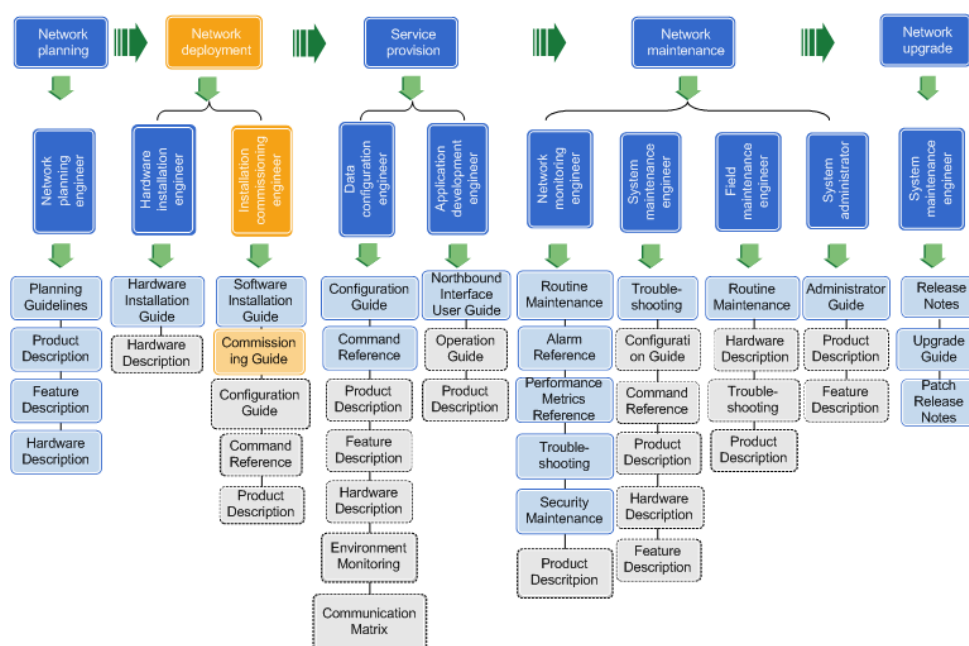 Network
planning
Network
deployment
Service
provision
Network
maintenance
Network
upgrade
Network
planning
engineer
Hardware
installation
engineer
Installation
commissioning
engineer
Data
configuration
engineer
Application
development
engineer
Network
monitoring
engineer
System
maintenance
engineer
Field
maintenance
engineer
System
administrator
System
maintenance
engineer
Planning
Guidelines
Product
Description
Feature
Description
Hardware
Description
Hardware
Installation
Guide
Hardware
Description
Software
Installation
Guide
Commission
ing Guide
Configuration
Guide
Command
Reference
Product
Description
Configuration
Guide
Command
Reference
Product
Description
Feature
Description
Hardware
Description
Environment
Monitoring
Communication
Matrix
Northbound
Interface
User Guide
Operation
Guide
Product
Description
Routine
Maintenance
Alarm
Reference
Performance
Metrics
Reference
Trouble-
shooting
Security
Maintenance
Product
Descritpion
Trouble-
shooting
Configurati
on Guide
Command
Reference
Product
Description
Hardware
Description
Feature
Description
Routine
Maintenance
Hardware
Description
Trouble-
shooting
Product
Description
Administrator
Guide
Product
Description
Feature
Description
Release
Notes
Upgrade
Guide
Patch
Release
Notes